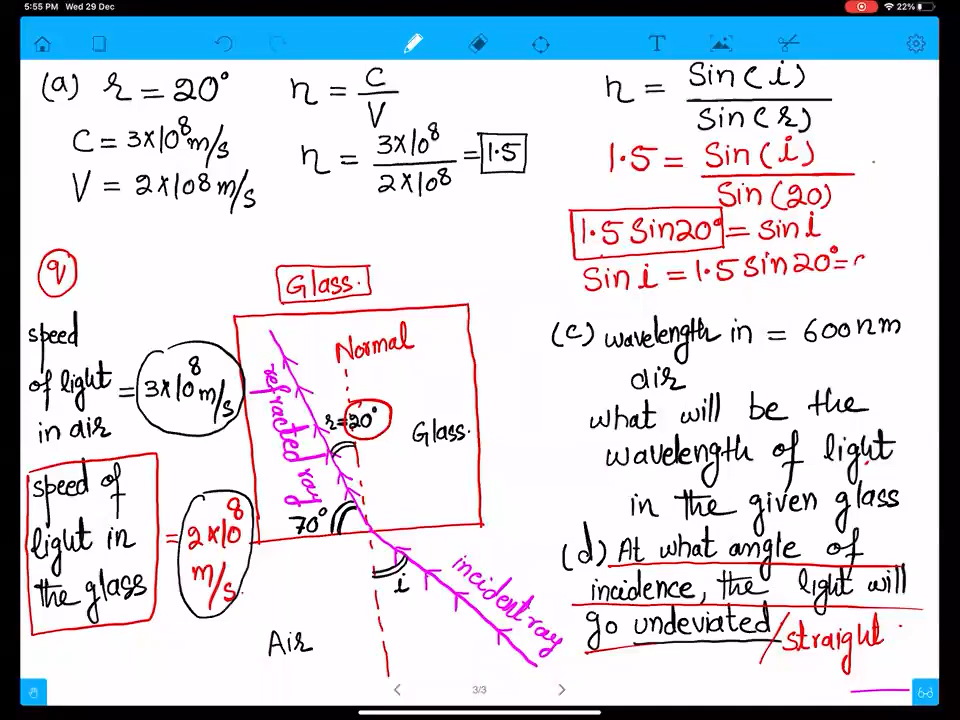 5:55 PM Wed 29 Dec
22%
T
(a) r = 20°
C = 3×10⁸ m/s
V = 2×108 m/s
n = C/V
n = 3×10⁸/2×10⁸ = 1.5
n = Sin(i)/Sin(r)
1.5 = Sin(i)/Sin(20)
1.5 Sin20° = Sin i
Sin i = 1.5 Sin 20° =
q
speed
of light = 3×10⁸ m/s
in air
speed of
light in = 2×10⁸ m/s
the glass
Glass.
Normal
r=20°
Glass.
refracted ray
70°
i
incident ray
Air
(c) wavelength in = 600nm
air
what will be the
wavelength of light
in the given glass
(d) At what angle of
incidence, the light will
go undeviated/straight
3/3